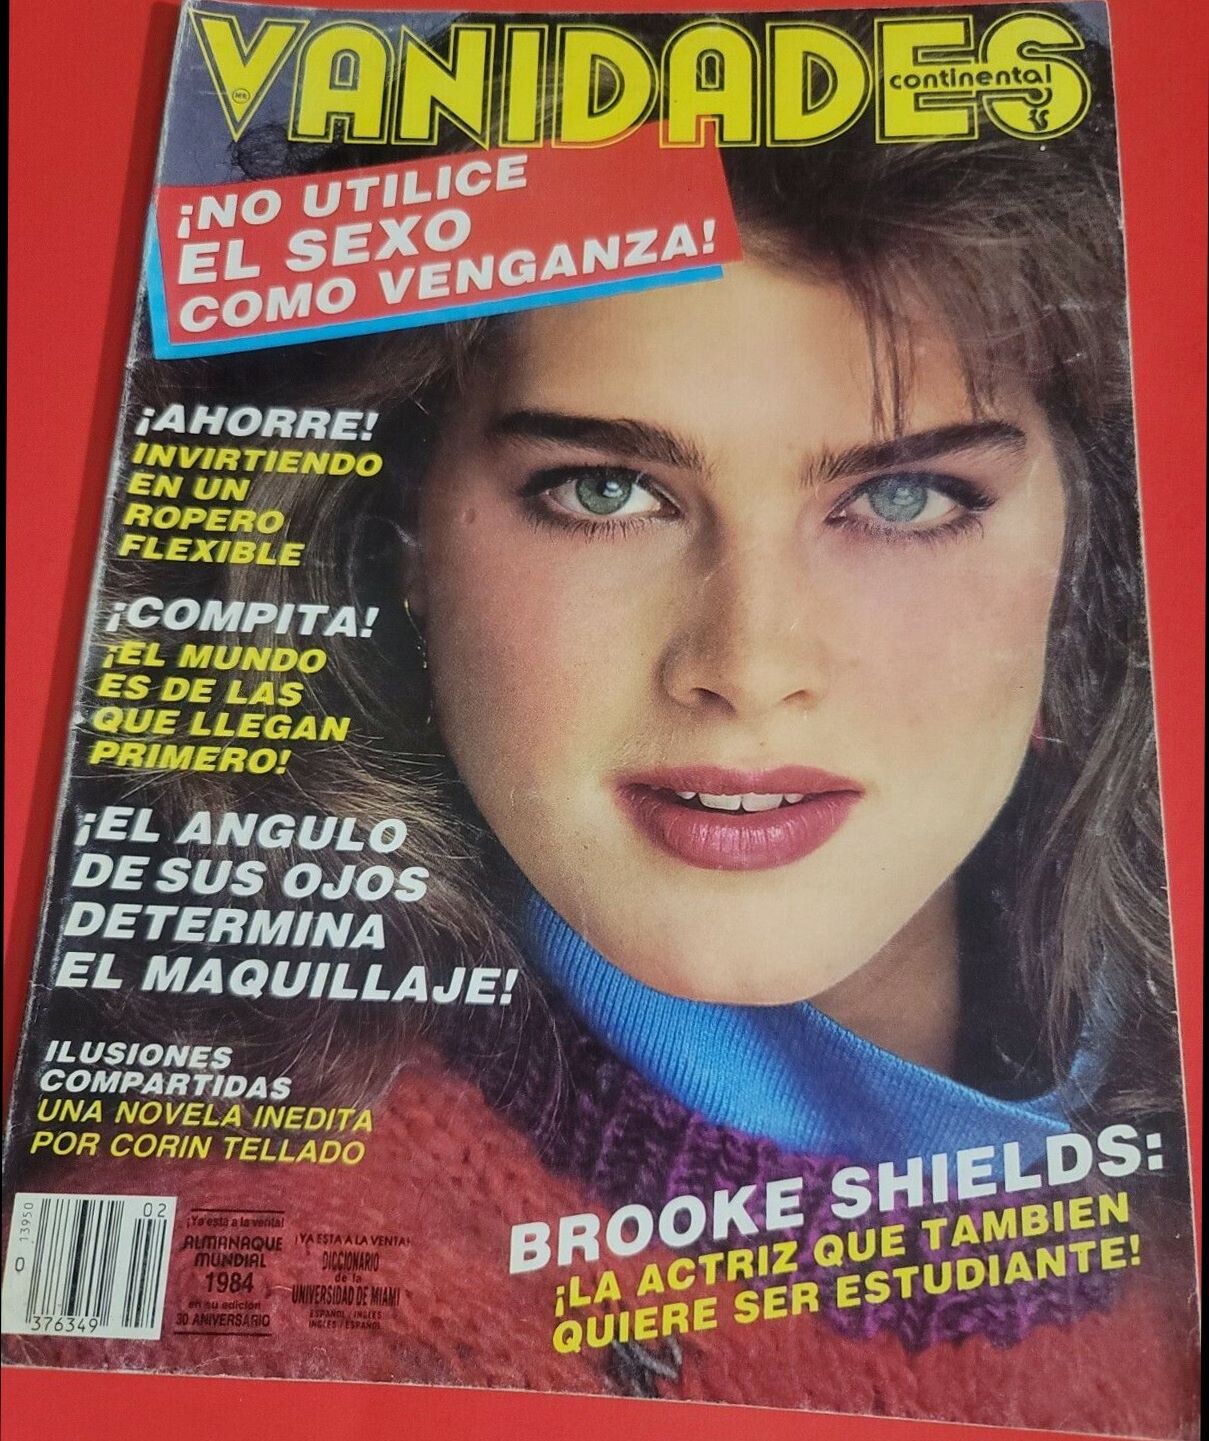 VANIDADES
continental
MR
¡NO UTILICE
EL SEXO
COMO VENGANZA!
¡AHORRE!
INVIRTIENDO
EN UN
ROPERO
FLEXIBLE
¡COMPITA!
¡EL MUNDO
ES DE LAS
QUE LLEGAN
PRIMERO!
¡EL ANGULO
DE SUS OJOS
DETERMINA
EL MAQUILLAJE!
ILUSIONES
COMPARTIDAS
UNA NOVELA INEDITA
POR CORIN TELLADO
BROOKE SHIELDS:
¡LA ACTRIZ QUE TAMBIEN
QUIERE SER ESTUDIANTE!
0 13950
376349
02
¡Ya está a la venta!
ALMANAQUE
MUNDIAL
1984
en su edición
30 ANIVERSARIO
¡YA ESTA A LA VENTA!
DICCIONARIO
de la
UNIVERSIDAD DE MIAMI
ESPAÑOL / INGLES
INGLES / ESPAÑOL